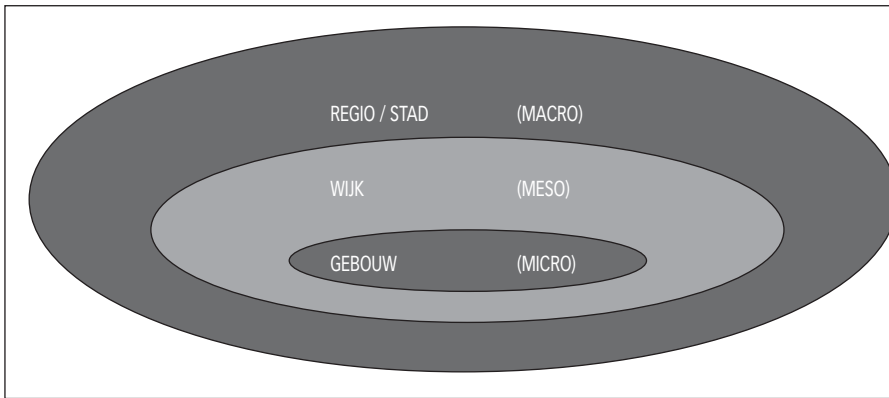 REGIO / STAD (MACRO)
WIJK (MESO)
GEBOUW (MICRO)